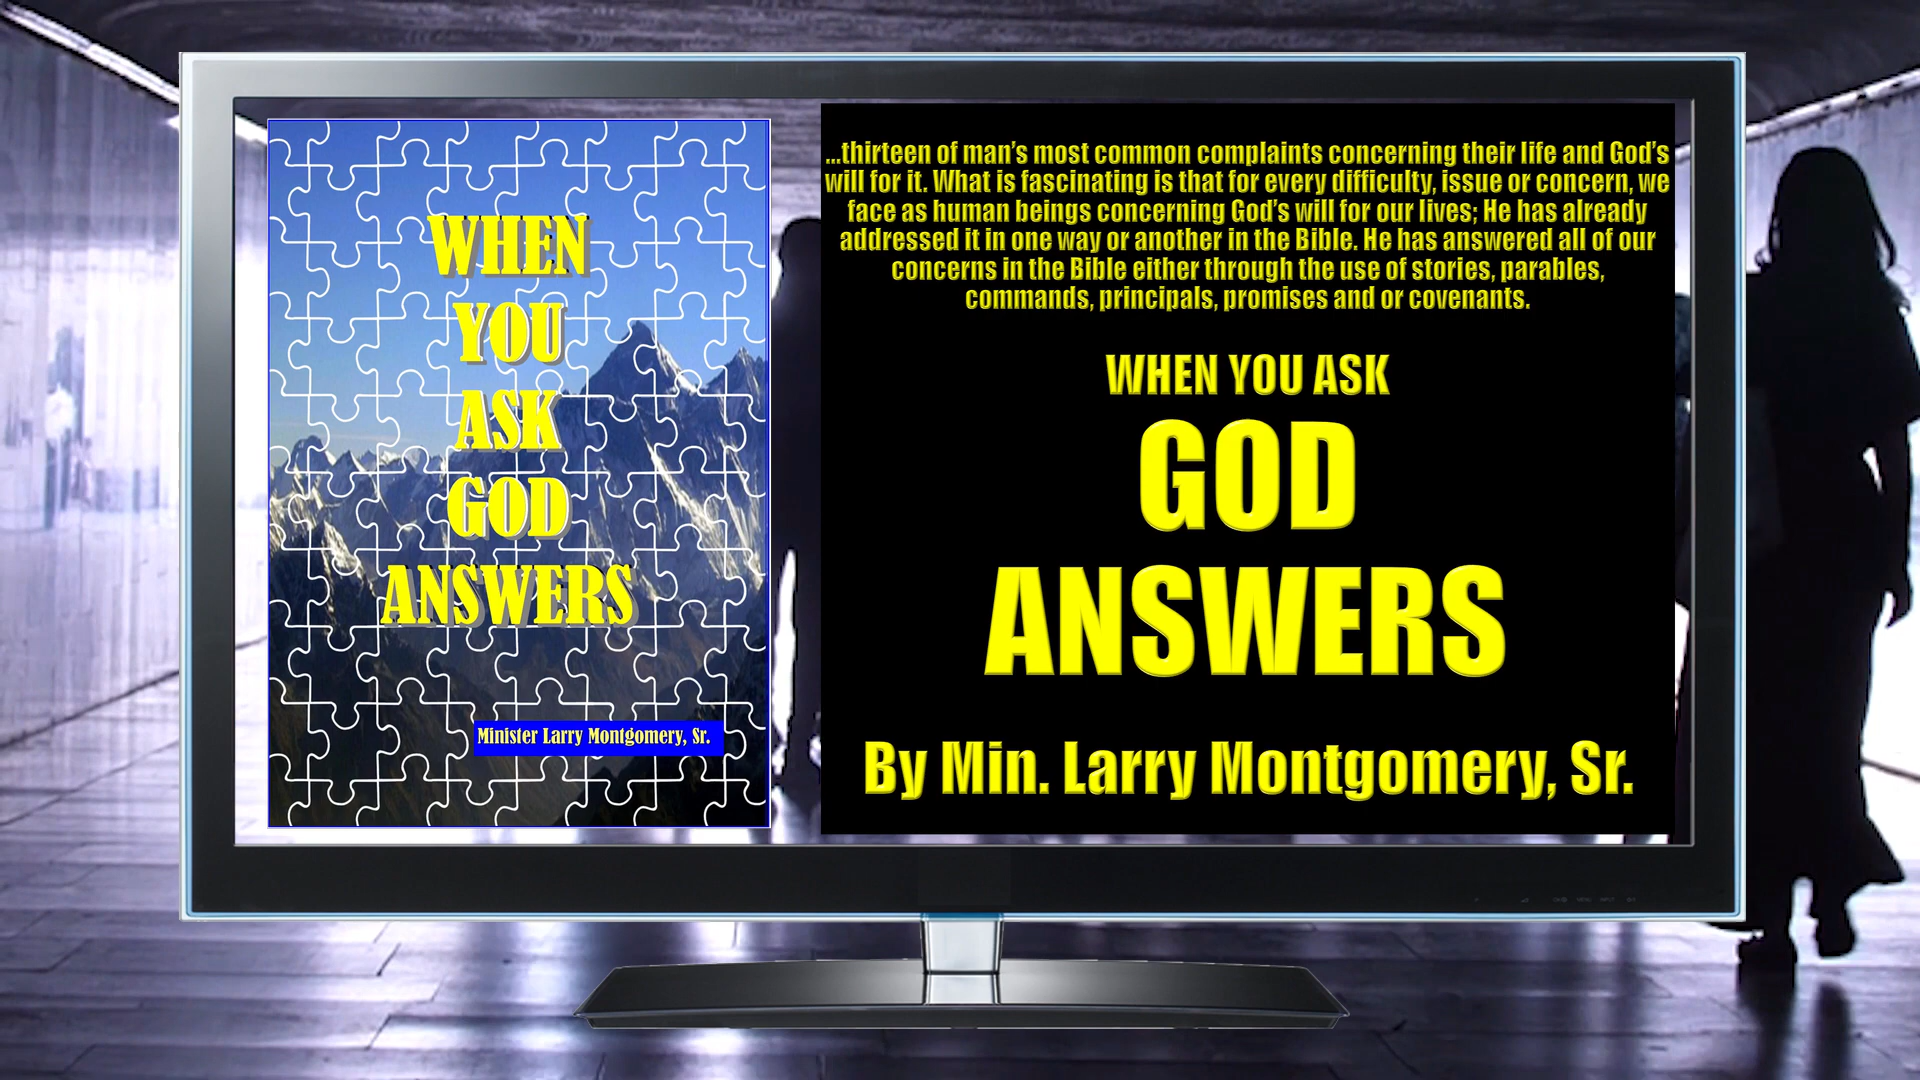 WHEN
YOU
ASK
GOD
ANSWERS
Minister Larry Montgomery, Sr.
...thirteen of man's most common complaints concerning their life and God's
will for it. What is fascinating is that for every difficulty, issue or concern, we
face as human beings concerning God's will for our lives; He has already
addressed it in one way or another in the Bible. He has answered all of our
concerns in the Bible either through the use of stories, parables,
commands, principals, promises and or covenants.
WHEN YOU ASK
GOD
ANSWERS
By Min. Larry Montgomery, Sr.